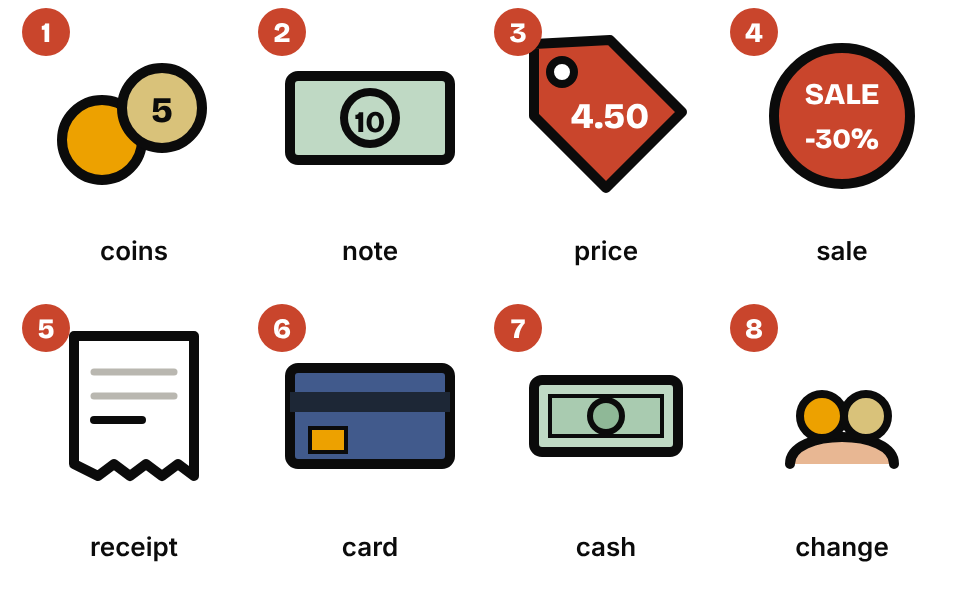 1
5
coins
2
10
note
3
4.50
price
4
SALE
-30%
sale
5
receipt
6
card
7
cash
8
change